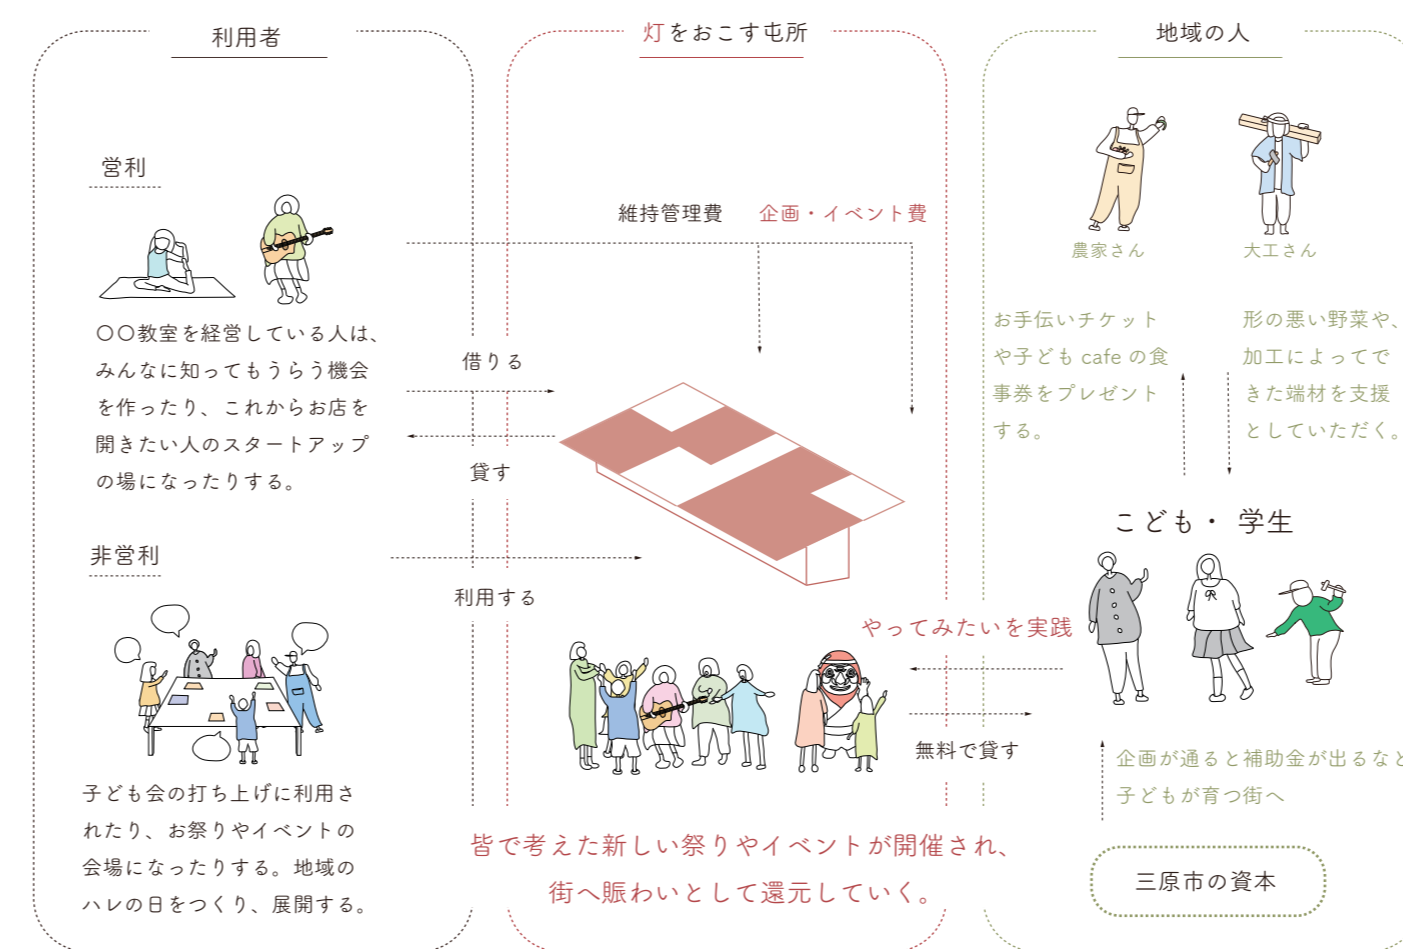 利用者
営利
〇〇教室を経営している人は、
みんなに知ってもうらう機会
を作ったり、これからお店を
開きたい人のスタートアップ
の場になったりする。
非営利
子ども会の打ち上げに利用さ
れたり、お祭りやイベントの
会場になったりする。地域の
ハレの日をつくり、展開する。
借りる
貸す
利用する
灯をおこす屯所
維持管理費
企画・イベント費
やってみたいを実践
無料で貸す
皆で考えた新しい祭りやイベントが開催され、
街へ賑わいとして還元していく。
地域の人
農家さん
大工さん
お手伝いチケット
や子ども cafe の食
事券をプレゼント
する。
形の悪い野菜や、
加工によってで
きた端材を支援
としていただく。
こども・ 学生
企画が通ると補助金が出るなど
子どもが育つ街へ
三原市の資本